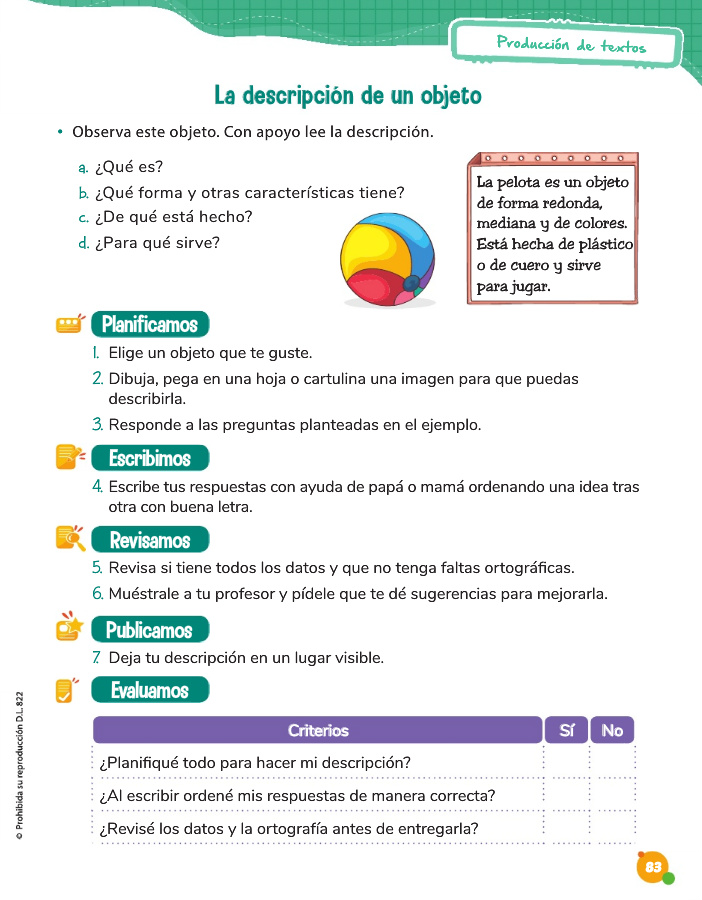 Producción de textos
La descripción de un objeto
• Observa este objeto. Con apoyo lee la descripción.
a. ¿Qué es?
b. ¿Qué forma y otras características tiene?
c. ¿De qué está hecho?
d. ¿Para qué sirve?
La pelota es un objeto
de forma redonda,
mediana y de colores.
Está hecha de plástico
o de cuero y sirve
para jugar.
Planificamos
1. Elige un objeto que te guste.
2. Dibuja, pega en una hoja o cartulina una imagen para que puedas
describirla.
3. Responde a las preguntas planteadas en el ejemplo.
Escribimos
4. Escribe tus respuestas con ayuda de papá o mamá ordenando una idea tras
otra con buena letra.
Revisamos
5. Revisa si tiene todos los datos y que no tenga faltas ortográficas.
6. Muéstrale a tu profesor y pídele que te dé sugerencias para mejorarla.
Publicamos
7. Deja tu descripción en un lugar visible.
Evaluamos
Criterios Sí No
¿Planifiqué todo para hacer mi descripción?
¿Al escribir ordené mis respuestas de manera correcta?
¿Revisé los datos y la ortografía antes de entregarla?
© Prohibida su reproducción D.L. 822
83